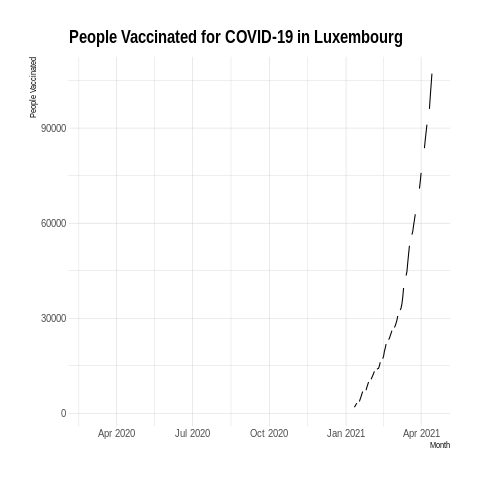 People Vaccinated for COVID-19 in Luxembourg
People Vaccinated
90000
60000
30000
0
Apr 2020
Jul 2020
Oct 2020
Jan 2021
Apr 2021
Month